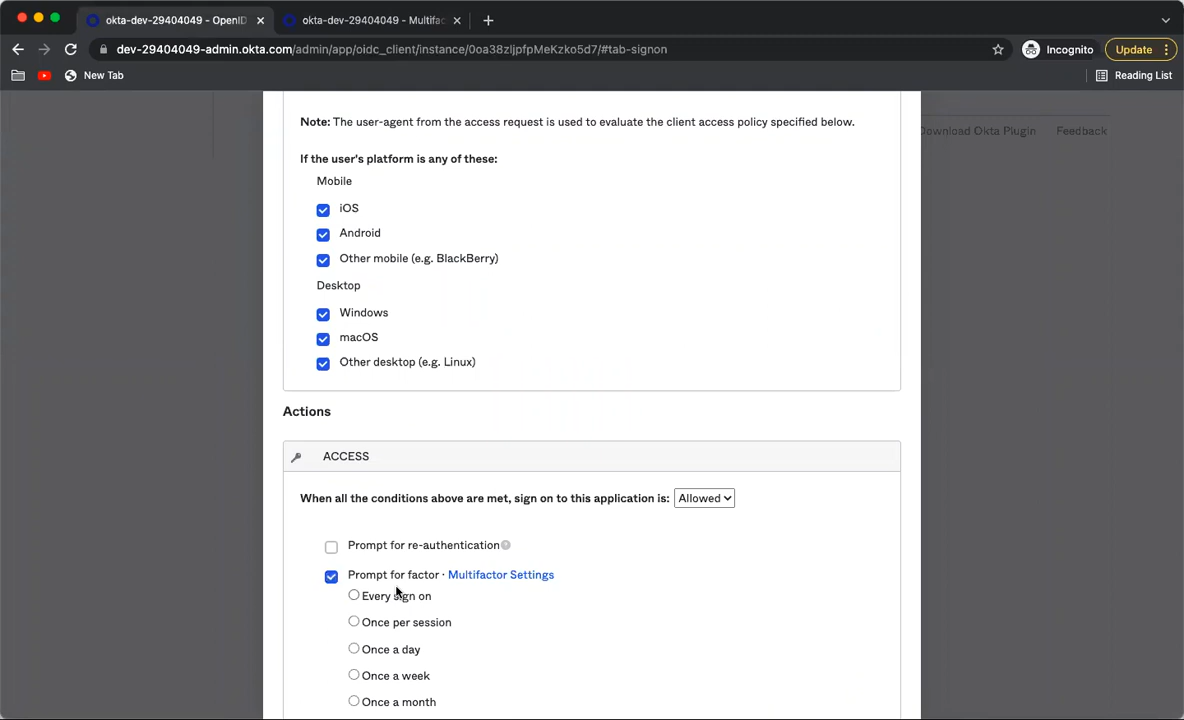 okta-dev-29404049 - OpenID
okta-dev-29404049 - Multifac
dev-29404049-admin.okta.com/admin/app/oidc_client/instance/0oa38zljpfpMeKzko5d7/#tab-signon
Incognito
Update
New Tab
Reading List
Download Okta Plugin
Feedback
Note: The user-agent from the access request is used to evaluate the client access policy specified below.
If the user's platform is any of these:
Mobile
iOS
Android
Other mobile (e.g. BlackBerry)
Desktop
Windows
macOS
Other desktop (e.g. Linux)
Actions
ACCESS
When all the conditions above are met, sign on to this application is: Allowed
Prompt for re-authentication
Prompt for factor · Multifactor Settings
Every sign on
Once per session
Once a day
Once a week
Once a month